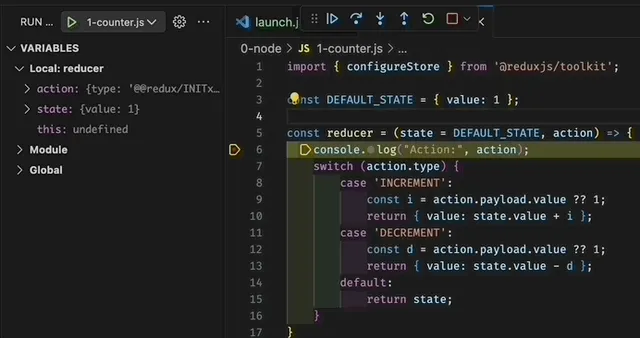 RUN ... 1-counter.js
launch.j
VARIABLES
Local: reducer
action: {type: '@@redux/INITx...
state: {value: 1}
this: undefined
Module
Global
0-node > JS 1-counter.js > ...
1 import { configureStore } from '@reduxjs/toolkit';
2
3 const DEFAULT_STATE = { value: 1 };
4
5 const reducer = (state = DEFAULT_STATE, action) => {
6 console.log("Action:", action);
7 switch (action.type) {
8 case 'INCREMENT':
9 const i = action.payload.value ?? 1;
10 return { value: state.value + i };
11 case 'DECREMENT':
12 const d = action.payload.value ?? 1;
13 return { value: state.value - d };
14 default:
15 return state;
16 }
17 }